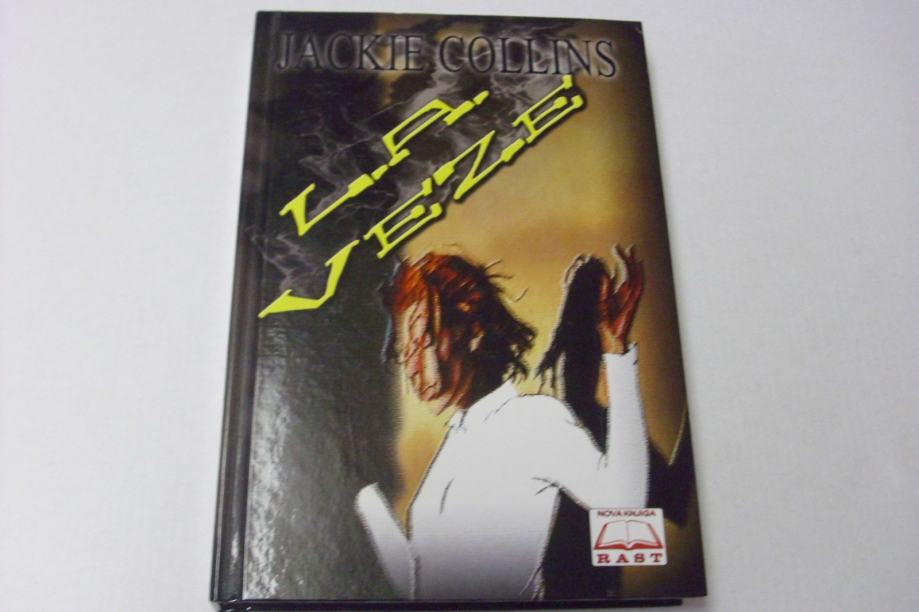 JACKIE COLLINS
L.A.
VEZE
NOVA KNJIGA
RAST